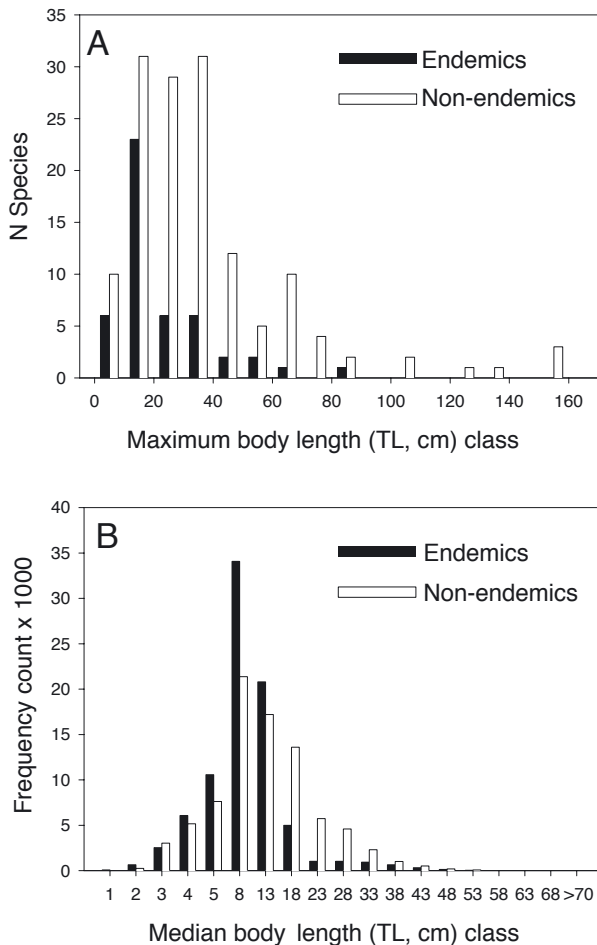 A
Endemics
Non-endemics
35
30
25
20
15
10
5
0
N Species
0 20 40 60 80 100 120 140 160
Maximum body length (TL, cm) class
B
Endemics
Non-endemics
40
35
30
25
20
15
10
5
0
Frequency count x 1000
1 2 3 4 5 8 13 18 23 28 33 38 43 48 53 58 63 68 >70
Median body length (TL, cm) class